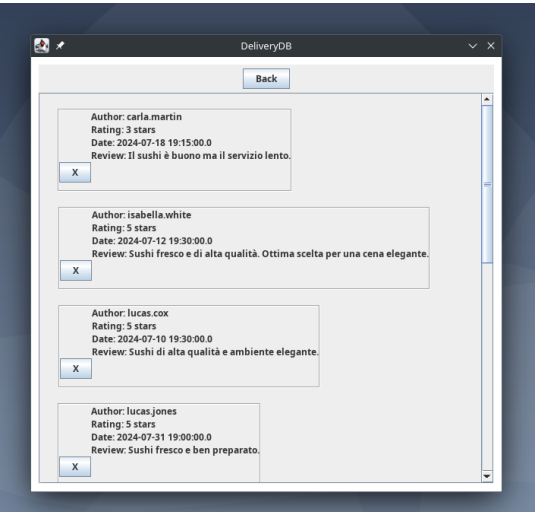 DeliveryDB
Back
Author: carla.martin
Rating: 3 stars
Date: 2024-07-18 19:15:00.0
Review: Il sushi è buono ma il servizio lento.
X
Author: isabella.white
Rating: 5 stars
Date: 2024-07-12 19:30:00.0
Review: Sushi fresco e di alta qualità. Ottima scelta per una cena elegante.
X
Author: lucas.cox
Rating: 5 stars
Date: 2024-07-10 19:30:00.0
Review: Sushi di alta qualità e ambiente elegante.
X
Author: lucas.jones
Rating: 5 stars
Date: 2024-07-31 19:00:00.0
Review: Sushi fresco e ben preparato.
X